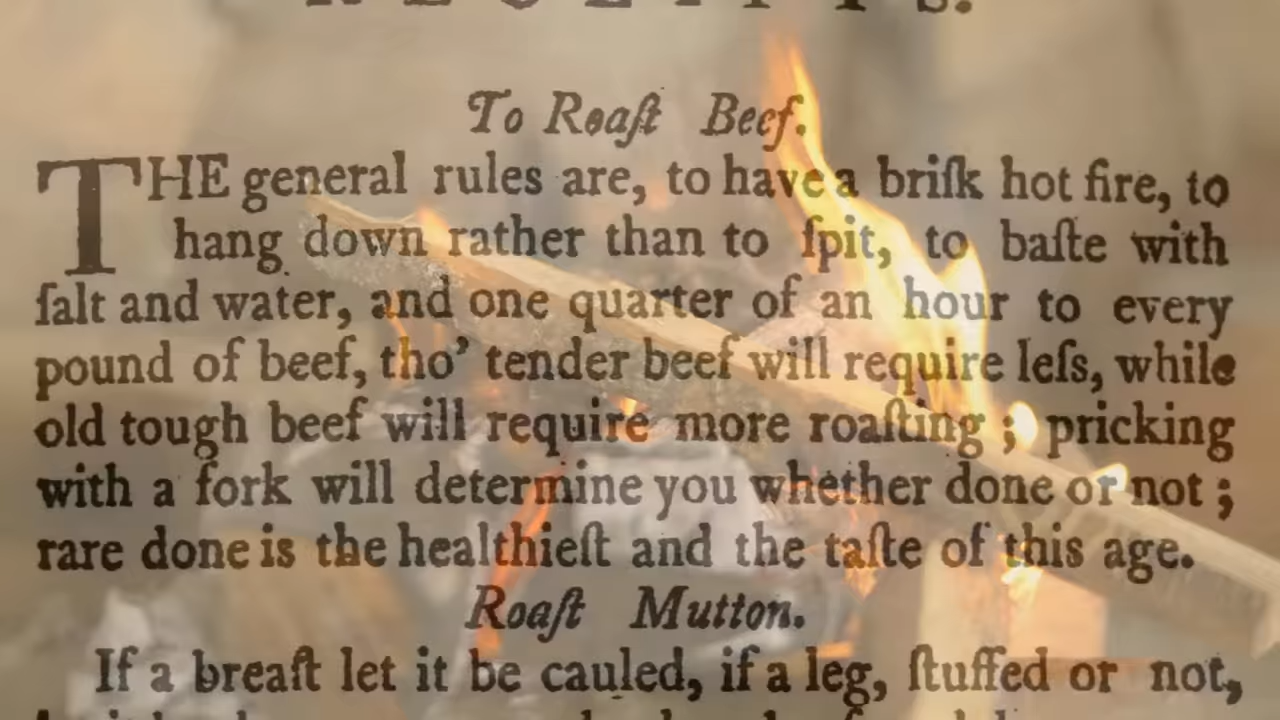 To Roaſt Beef.
THE general rules are, to have a briſk hot fire, to
hang down rather than to ſpit, to baſte with
ſalt and water, and one quarter of an hour to every
pound of beef, tho’ tender beef will require leſs, while
old tough beef will require more roaſting ; pricking
with a fork will determine you whether done or not ;
rare done is the healthieſt and the taſte of this age.
Roaſt Mutton.
If a breaſt let it be cauled, if a leg, ſtuffed or not,